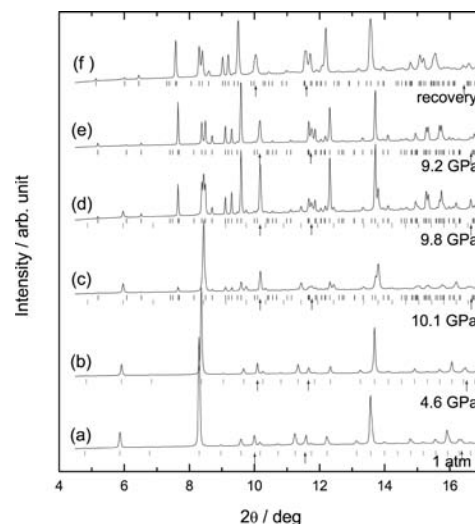 (f)
recovery
(e)
9.2 GPa
(d)
9.8 GPa
(c)
10.1 GPa
(b)
4.6 GPa
(a)
1 atm
Intensity / arb. unit
4 6 8 10 12 14 16
2θ / deg